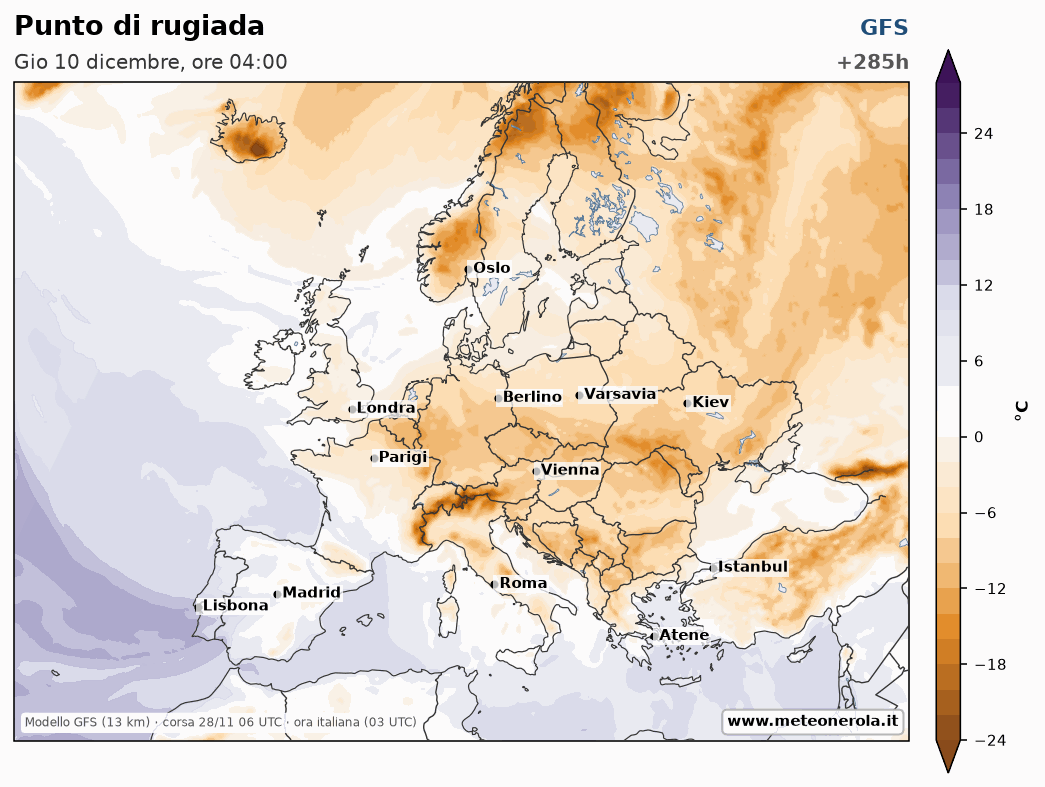 Punto di rugiada
GFS
Gio 10 dicembre, ore 04:00
+285h
Oslo
Londra
Berlino
Varsavia
Kiev
Parigi
Vienna
Istanbul
Roma
Madrid
Lisbona
Atene
Modello GFS (13 km) · corsa 28/11 06 UTC · ora italiana (03 UTC)
www.meteonerola.it
24
18
12
6
0
−6
−12
−18
−24
°C